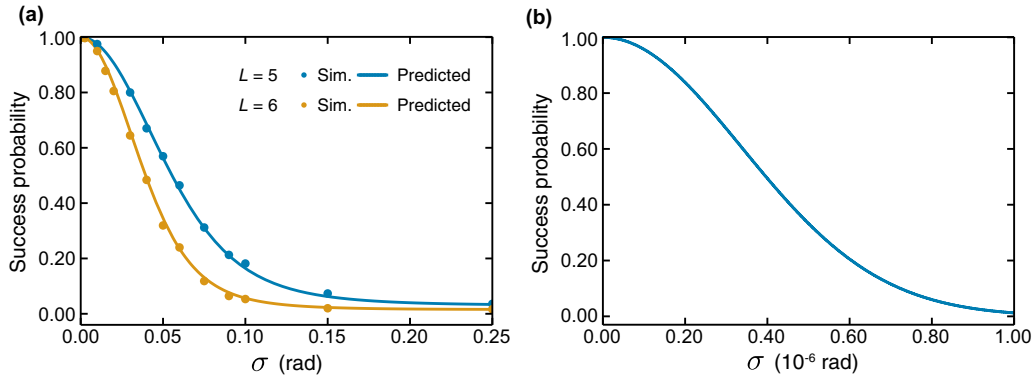 (a)
Success probability
1.00
0.80
0.60
0.40
0.20
0.00
L = 5 Sim. Predicted
L = 6 Sim. Predicted
0.00 0.05 0.10 0.15 0.20 0.25
σ (rad)
(b)
Success probability
1.00
0.80
0.60
0.40
0.20
0.00
0.00 0.20 0.40 0.60 0.80 1.00
σ (10⁻⁶ rad)